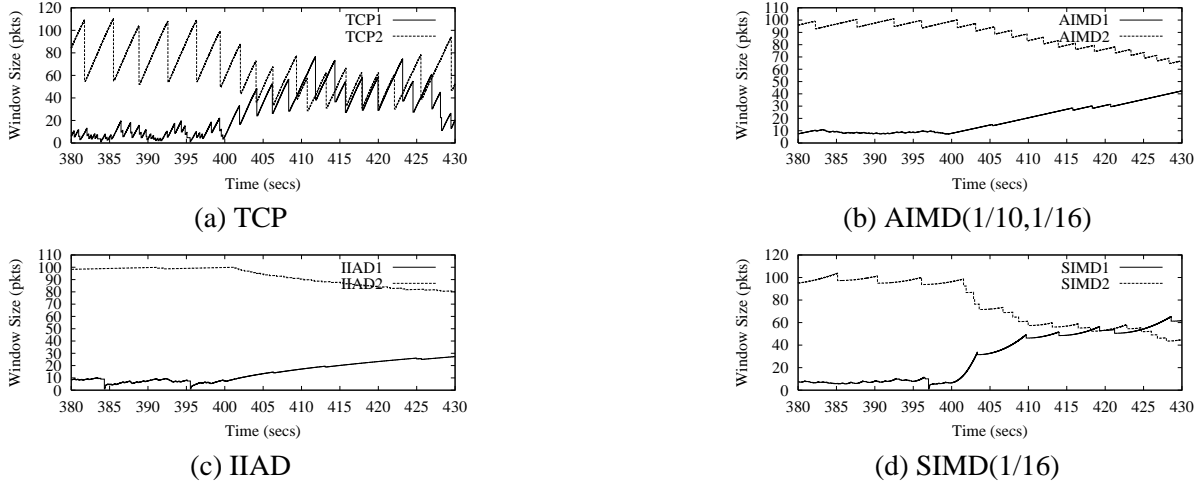 120
100
80
60
40
20
0
Window Size (pkts)
TCP1
TCP2
380 385 390 395 400 405 410 415 420 425 430
Time (secs)
(a) TCP
110
100
90
80
70
60
50
40
30
20
10
0
Window Size (pkts)
AIMD1
AIMD2
380 385 390 395 400 405 410 415 420 425 430
Time (secs)
(b) AIMD(1/10,1/16)
110
100
90
80
70
60
50
40
30
20
10
0
Window Size (pkts)
IIAD1
IIAD2
380 385 390 395 400 405 410 415 420 425 430
Time (secs)
(c) IIAD
120
100
80
60
40
20
0
Window Size (pkts)
SIMD1
SIMD2
380 385 390 395 400 405 410 415 420 425 430
Time (secs)
(d) SIMD(1/16)